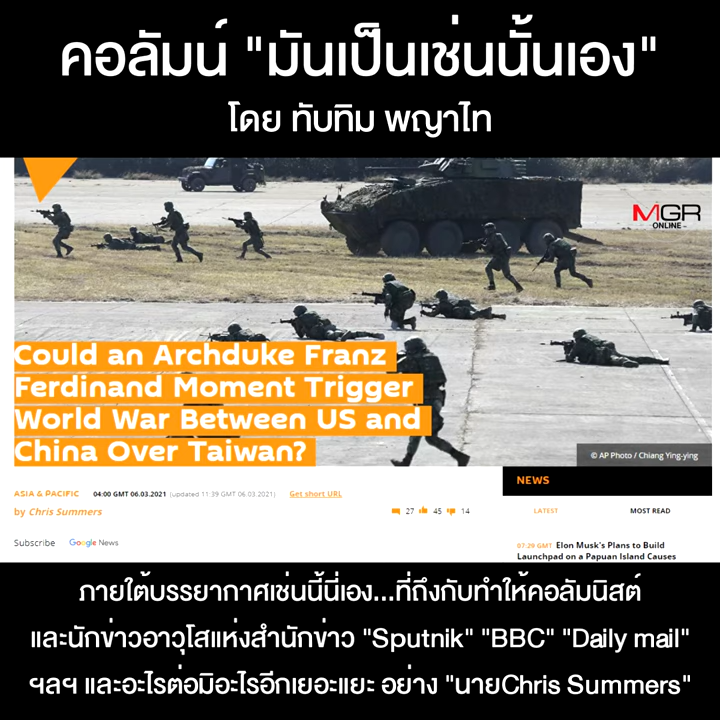 คอลัมน์ "มันเป็นเช่นนั้นเอง"
โดย ทับทิม พญาไท
MGR
ONLINE
Could an Archduke Franz
Ferdinand Moment Trigger
World War Between US and
China Over Taiwan?
© AP Photo / Chiang Ying-ying
NEWS
ASIA & PACIFIC 04:00 GMT 06.03.2021 (updated 11:39 GMT 06.03.2021) Get short URL
LATEST MOST READ
by Chris Summers 27 45 14
Subscribe Google News
07:29 GMT Elon Musk's Plans to Build
Launchpad on a Papuan Island Causes
ภายใต้บรรยากาศเช่นนี้นี่เอง...ที่ถึงกับทำให้คอลัมนิสต์
และนักข่าวอาวุโสแห่งสำนักข่าว "Sputnik" "BBC" "Daily mail"
ฯลฯ และอะไรต่อมิอะไรอีกเยอะแยะ อย่าง "นายChris Summers"